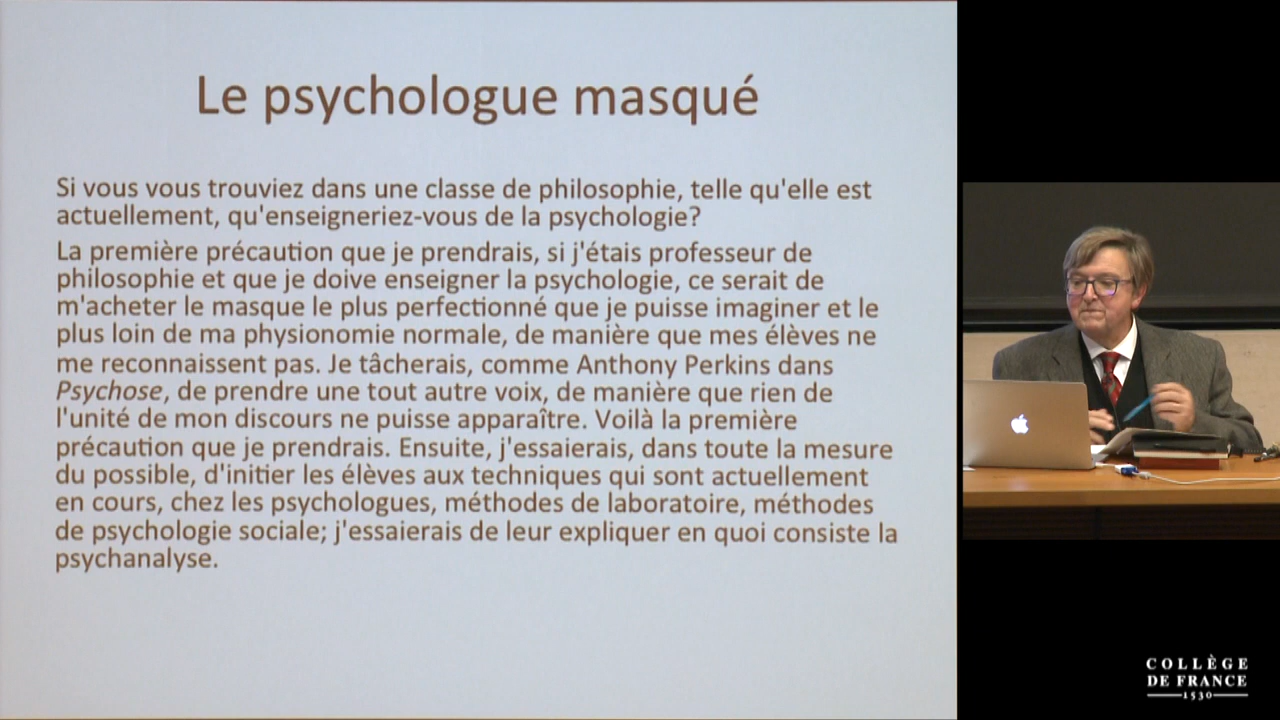 Le psychologue masqué
Si vous vous trouviez dans une classe de philosophie, telle qu'elle est
actuellement, qu'enseigneriez-vous de la psychologie?
La première précaution que je prendrais, si j'étais professeur de
philosophie et que je doive enseigner la psychologie, ce serait de
m'acheter le masque le plus perfectionné que je puisse imaginer et le
plus loin de ma physionomie normale, de manière que mes élèves ne
me reconnaissent pas. Je tâcherais, comme Anthony Perkins dans
Psychose, de prendre une tout autre voix, de manière que rien de
l'unité de mon discours ne puisse apparaître. Voilà la première
précaution que je prendrais. Ensuite, j'essaierais, dans toute la mesure
du possible, d'initier les élèves aux techniques qui sont actuellement
en cours, chez les psychologues, méthodes de laboratoire, méthodes
de psychologie sociale; j'essaierais de leur expliquer en quoi consiste la
psychanalyse.
COLLÈGE
DE FRANCE
1530